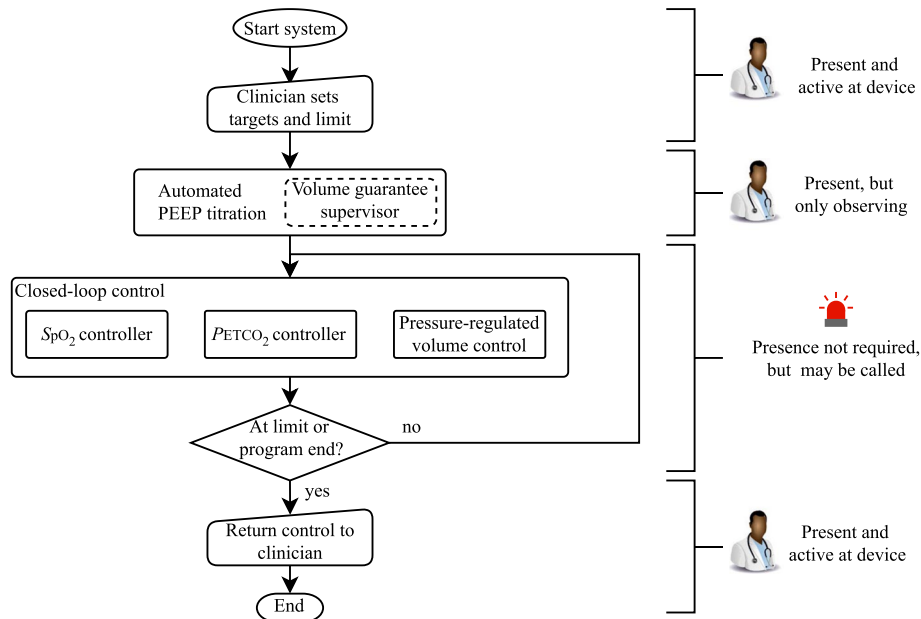 Start system
Clinician sets
targets and limit
Present and
active at device
Automated
PEEP titration
Volume guarantee
supervisor
Present, but
only observing
Closed-loop control
SpO₂ controller
PETCO₂ controller
Pressure-regulated
volume control
Presence not required,
but may be called
At limit or
program end?
no
yes
Return control to
clinician
Present and
active at device
End